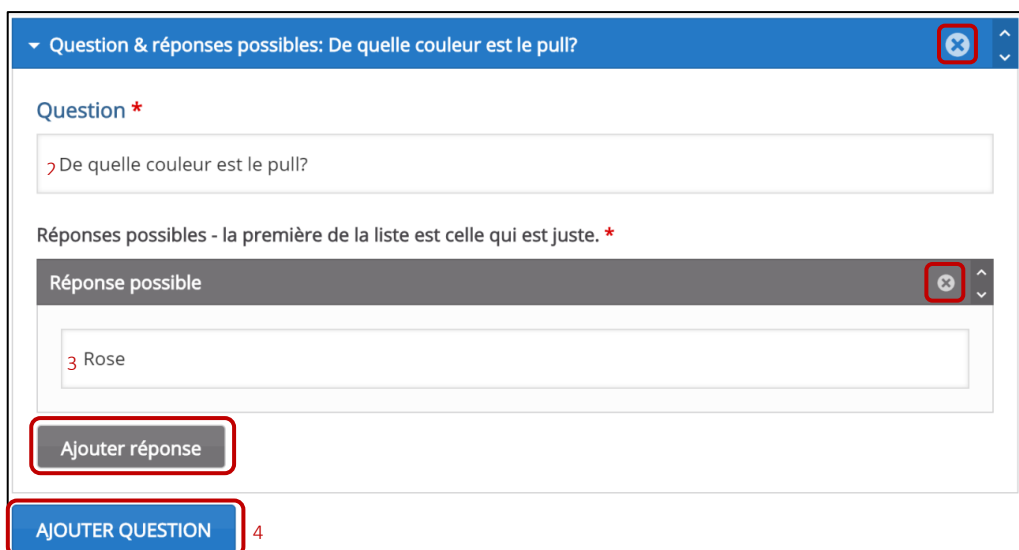 Question & réponses possibles: De quelle couleur est le pull?
Question *
2 De quelle couleur est le pull?
Réponses possibles - la première de la liste est celle qui est juste. *
Réponse possible
3 Rose
Ajouter réponse
AJOUTER QUESTION 4